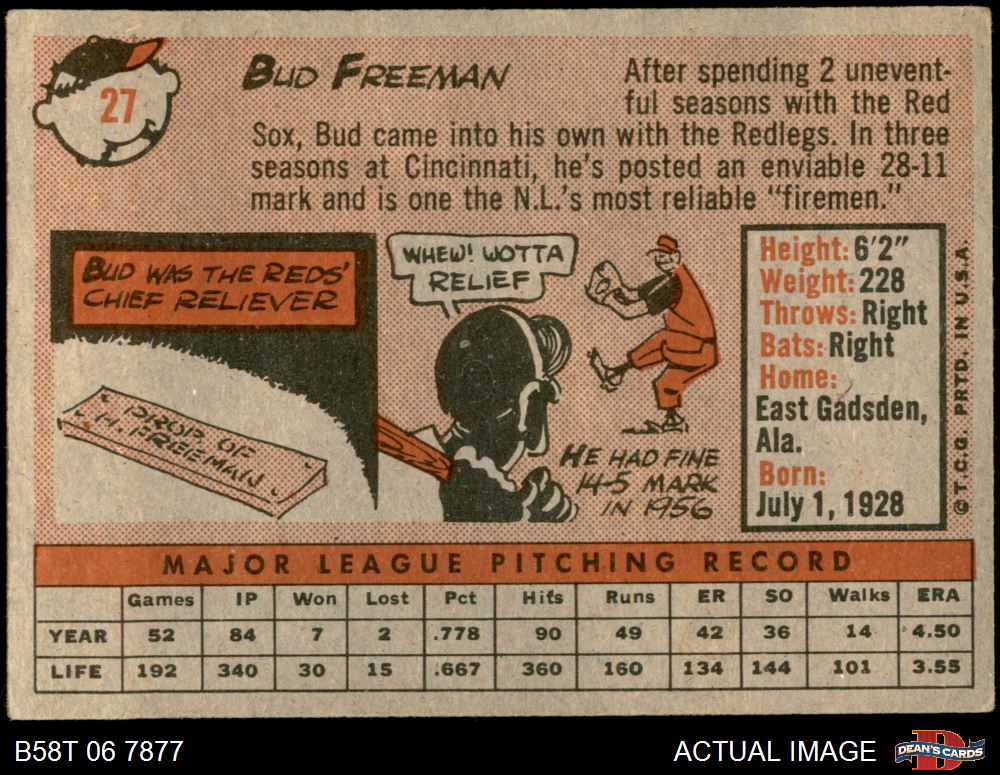 27
BUD FREEMAN
After spending 2 unevent-
ful seasons with the Red
Sox, Bud came into his own with the Redlegs. In three
seasons at Cincinnati, he's posted an enviable 28-11
mark and is one the N.L.'s most reliable "firemen."
BUD WAS THE REDS'
CHIEF RELIEVER
PROP. OF
H. FREEMAN
WHEW! WOTTA
RELIEF
HE HAD FINE
14-5 MARK
IN 1956
Height: 6'2"
Weight: 228
Throws: Right
Bats: Right
Home:
East Gadsden,
Ala.
Born:
July 1, 1928
©T.C.G. PRTD. IN U.S.A.
MAJOR LEAGUE PITCHING RECORD
Games IP Won Lost Pct Hits Runs ER SO Walks ERA
YEAR 52 84 7 2 .778 90 49 42 36 14 4.50
LIFE 192 340 30 15 .667 360 160 134 144 101 3.55
B58T 06 7877
ACTUAL IMAGE
D
DEAN'S CARDS